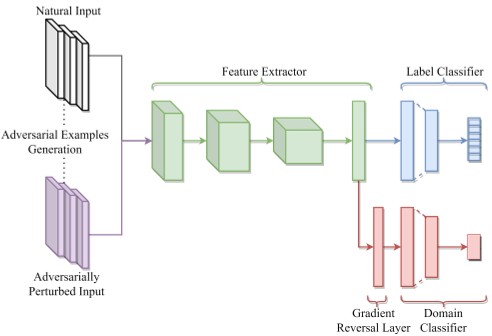 Natural Input
Feature Extractor
Label Classifier
Adversarial Examples
Generation
Adversarially
Perturbed Input
Gradient
Reversal Layer
Domain
Classifier